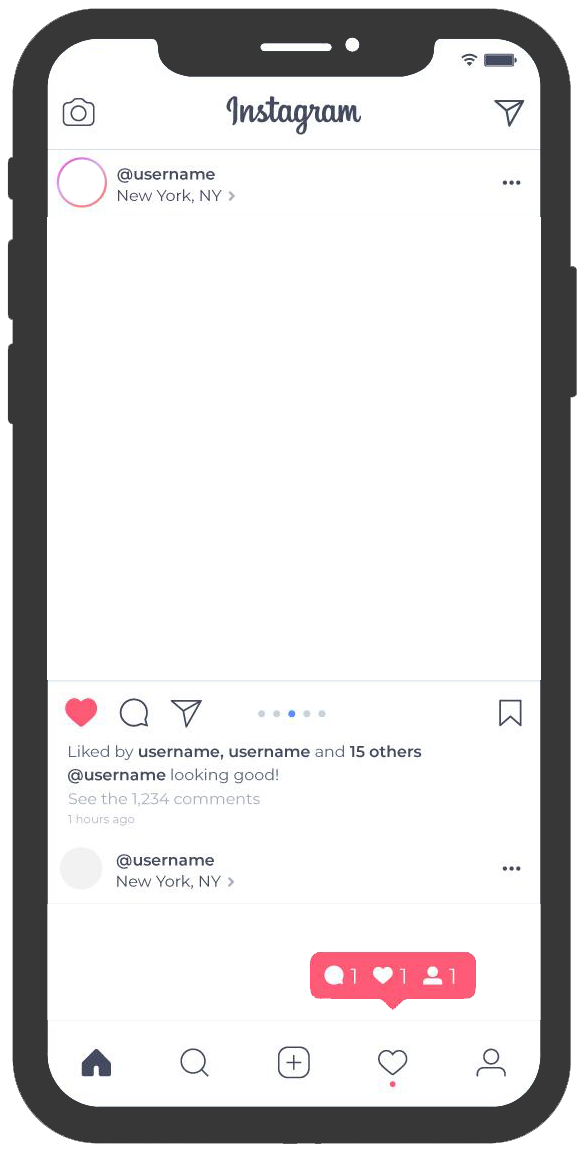 Instagram
@username
New York, NY
Liked by username, username and 15 others
@username looking good!
See the 1,234 comments
1 hours ago
@username
New York, NY
1 1 1